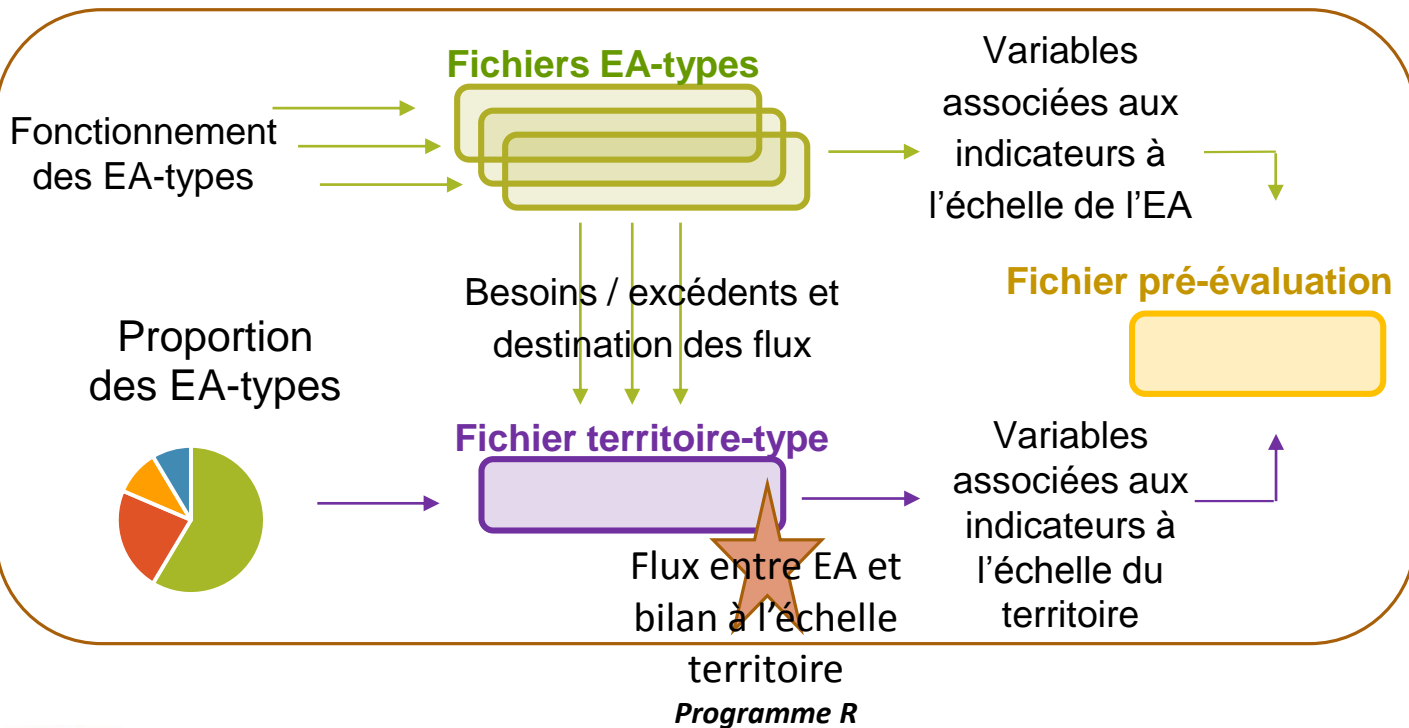 Fonctionnement
des EA-types
Fichiers EA-types
Variables
associées aux
indicateurs à
l’échelle de l’EA
Besoins / excédents et
destination des flux
Fichier pré-évaluation
Proportion
des EA-types
Fichier territoire-type
Flux entre EA et
bilan à l’échelle
territoire
Programme R
Variables
associées aux
indicateurs à
l’échelle du
territoire